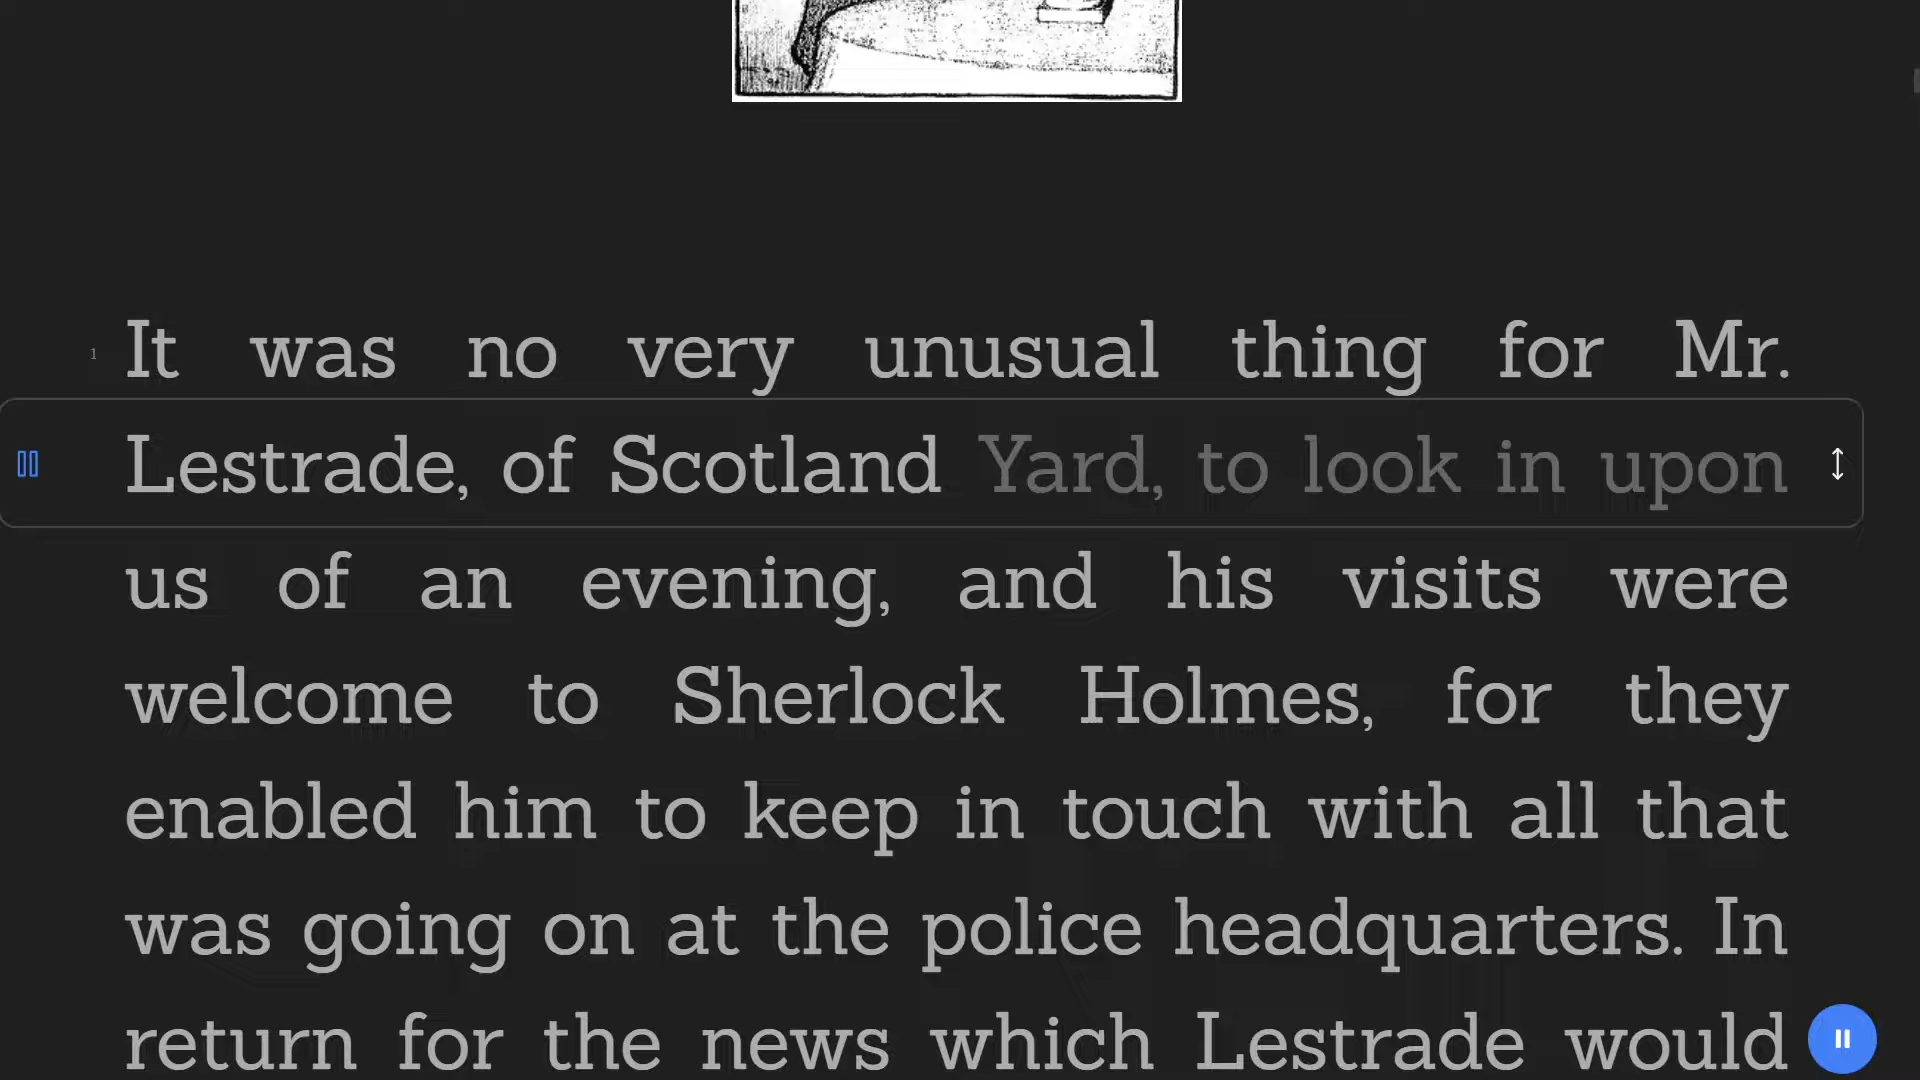 1 It was no very unusual thing for Mr.
Lestrade, of Scotland Yard, to look in upon
us of an evening, and his visits were
welcome to Sherlock Holmes, for they
enabled him to keep in touch with all that
was going on at the police headquarters. In
return for the news which Lestrade would